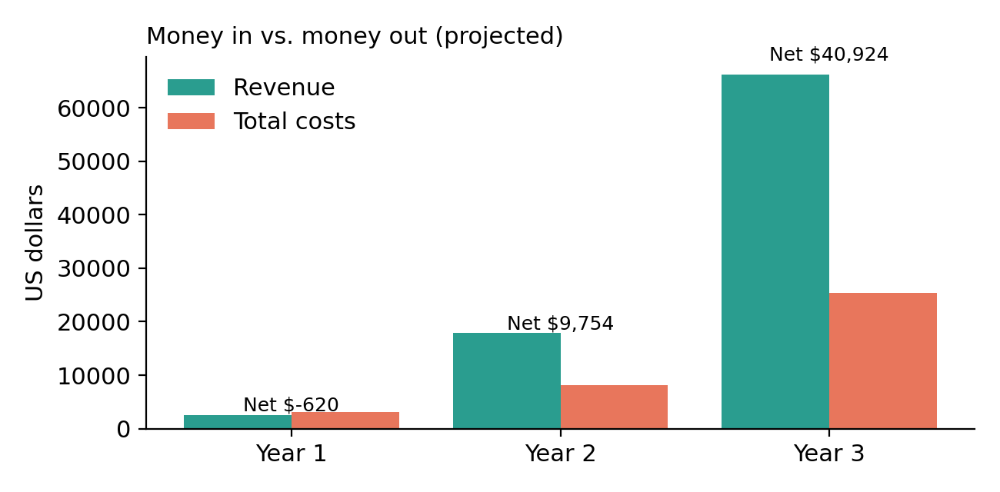 Money in vs. money out (projected)
Net $40,924
Revenue
Total costs
60000
50000
40000
30000
20000
10000
0
US dollars
Net $9,754
Net $-620
Year 1
Year 2
Year 3